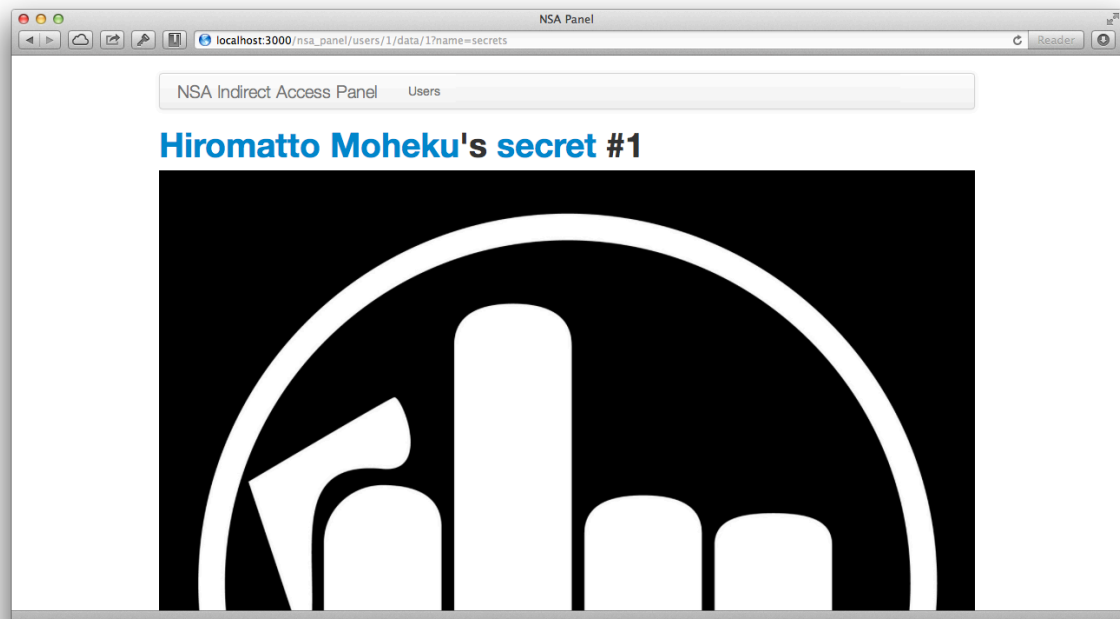 NSA Panel
localhost:3000/nsa_panel/users/1/data/1?name=secrets
Reader
NSA Indirect Access Panel Users
Hiromatto Moheku's secret #1